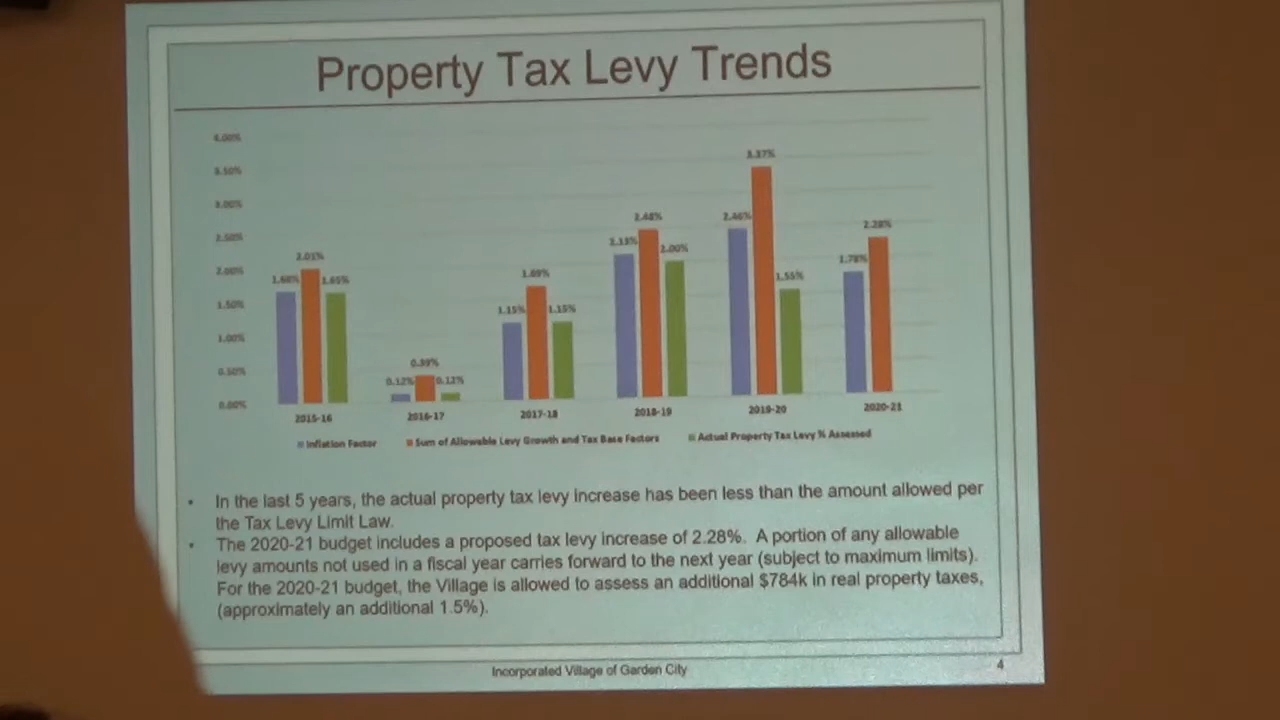 Property Tax Levy Trends
4.00%
3.50%
3.00%
2.50%
2.00%
1.50%
1.00%
0.50%
0.00%
2.01%
1.65%
0.39%
0.12% 0.12%
1.69%
1.15% 1.15%
2.48%
2.13% 2.00%
3.37%
2.46%
1.55%
2.28%
1.78%
2015-16 2016-17 2017-18 2018-19 2019-20 2020-21
Inflation Factor Sum of Allowable Levy Growth and Tax Base Factors Actual Property Tax Levy % Assessed
• In the last 5 years, the actual property tax levy increase has been less than the amount allowed per
the Tax Levy Limit Law.
• The 2020-21 budget includes a proposed tax levy increase of 2.28%. A portion of any allowable
levy amounts not used in a fiscal year carries forward to the next year (subject to maximum limits).
For the 2020-21 budget, the Village is allowed to assess an additional $784k in real property taxes,
(approximately an additional 1.5%).
Incorporated Village of Garden City
4